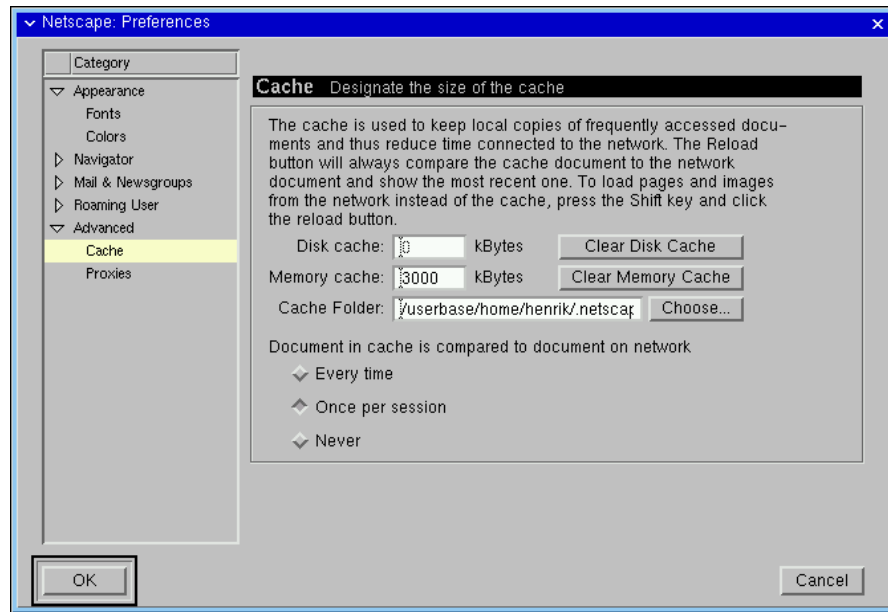 Netscape: Preferences
Category
Appearance
Fonts
Colors
Navigator
Mail & Newsgroups
Roaming User
Advanced
Cache
Proxies
Cache Designate the size of the cache
The cache is used to keep local copies of frequently accessed docu-
ments and thus reduce time connected to the network. The Reload
button will always compare the cache document to the network
document and show the most recent one. To load pages and images
from the network instead of the cache, press the Shift key and click
the reload button.
Disk cache: 0 kBytes Clear Disk Cache
Memory cache: 3000 kBytes Clear Memory Cache
Cache Folder: /userbase/home/henrik/.netscap Choose...
Document in cache is compared to document on network
Every time
Once per session
Never
OK Cancel